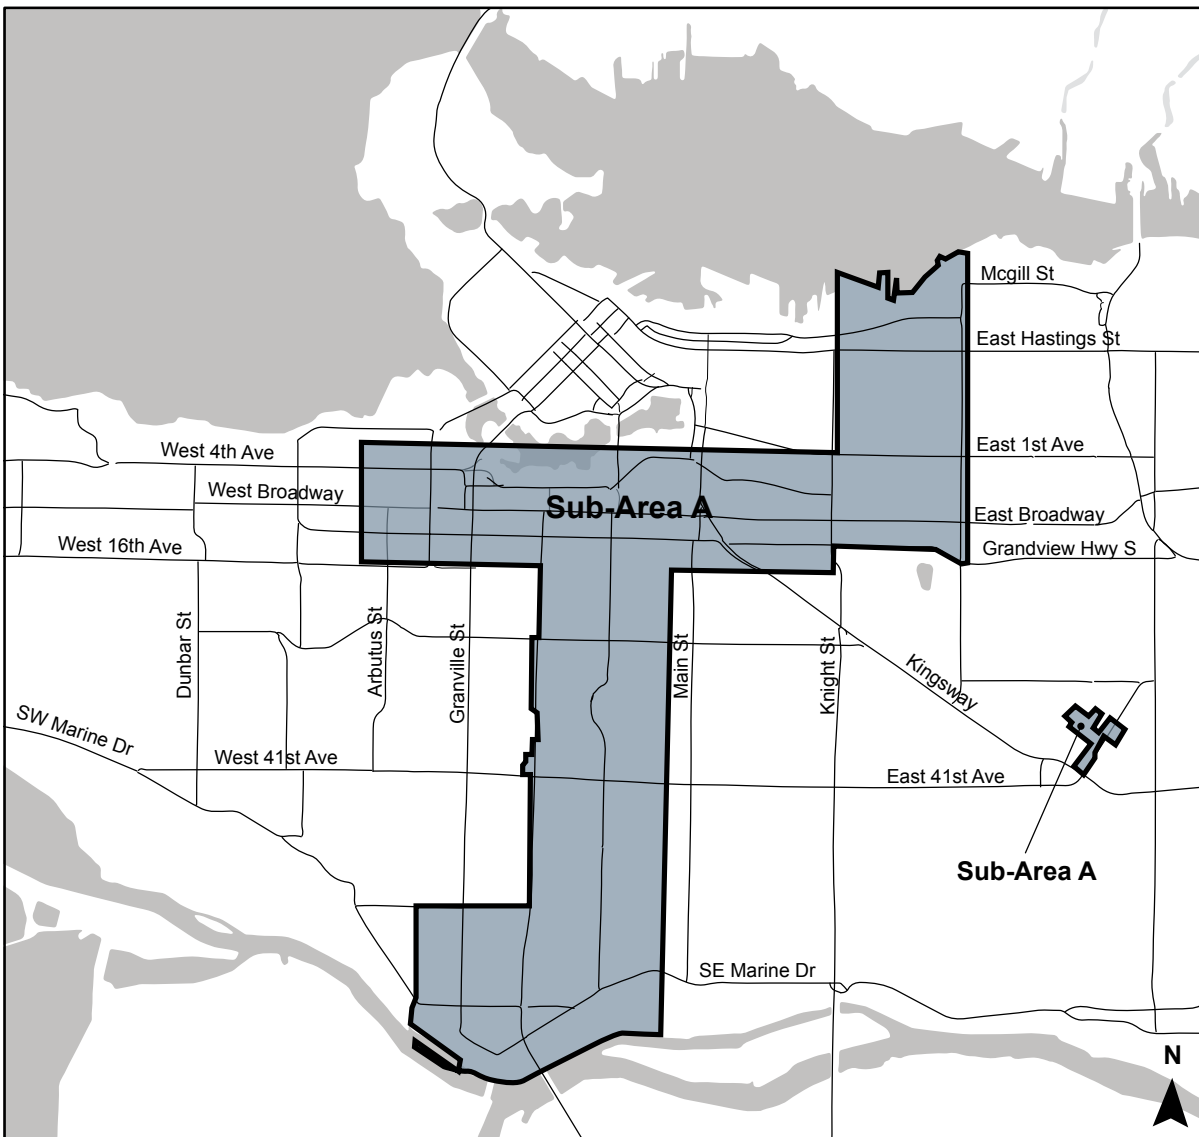 Mcgill St
East Hastings St
West 4th Ave
East 1st Ave
West Broadway
Sub-Area A
East Broadway
West 16th Ave
Grandview Hwy S
Dunbar St
Arbutus St
Granville St
Main St
Knight St
Kingsway
SW Marine Dr
West 41st Ave
East 41st Ave
Sub-Area A
SE Marine Dr
N